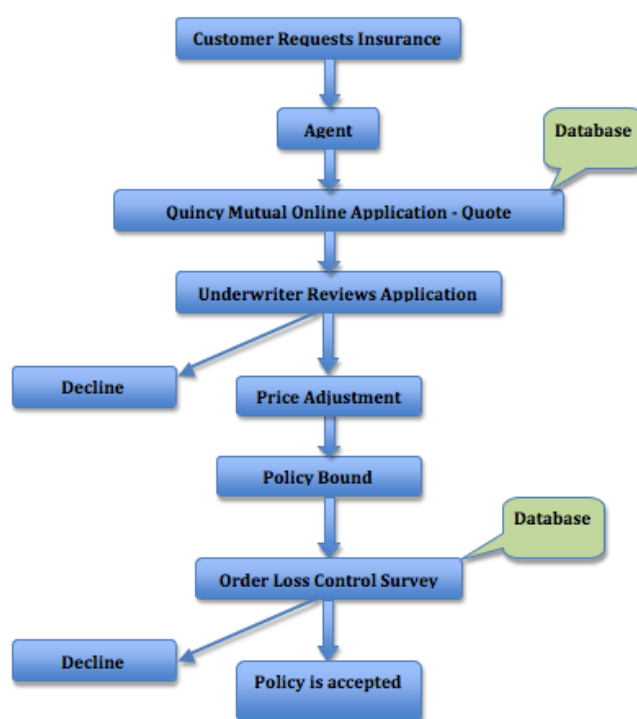 Customer Requests Insurance
Agent
Database
Quincy Mutual Online Application - Quote
Underwriter Reviews Application
Decline
Price Adjustment
Policy Bound
Database
Order Loss Control Survey
Decline
Policy is accepted